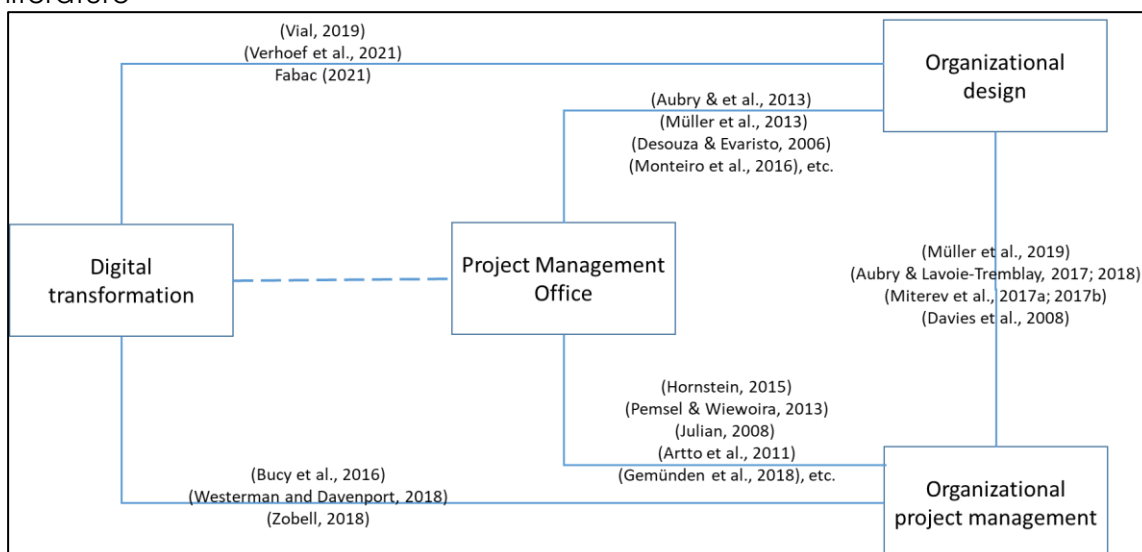 literature
(Vial, 2019)
(Verhoef et al., 2021)
Fabac (2021)
Organizational
design
(Aubry & et al., 2013)
(Müller et al., 2013)
(Desouza & Evaristo, 2006)
(Monteiro et al., 2016), etc.
Digital
transformation
Project Management
Office
(Müller et al., 2019)
(Aubry & Lavoie-Tremblay, 2017; 2018)
(Miterev et al., 2017a; 2017b)
(Davies et al., 2008)
(Hornstein, 2015)
(Pemsel & Wiewoira, 2013)
(Julian, 2008)
(Artto et al., 2011)
(Gemünden et al., 2018), etc.
(Bucy et al., 2016)
(Westerman and Davenport, 2018)
(Zobell, 2018)
Organizational
project management